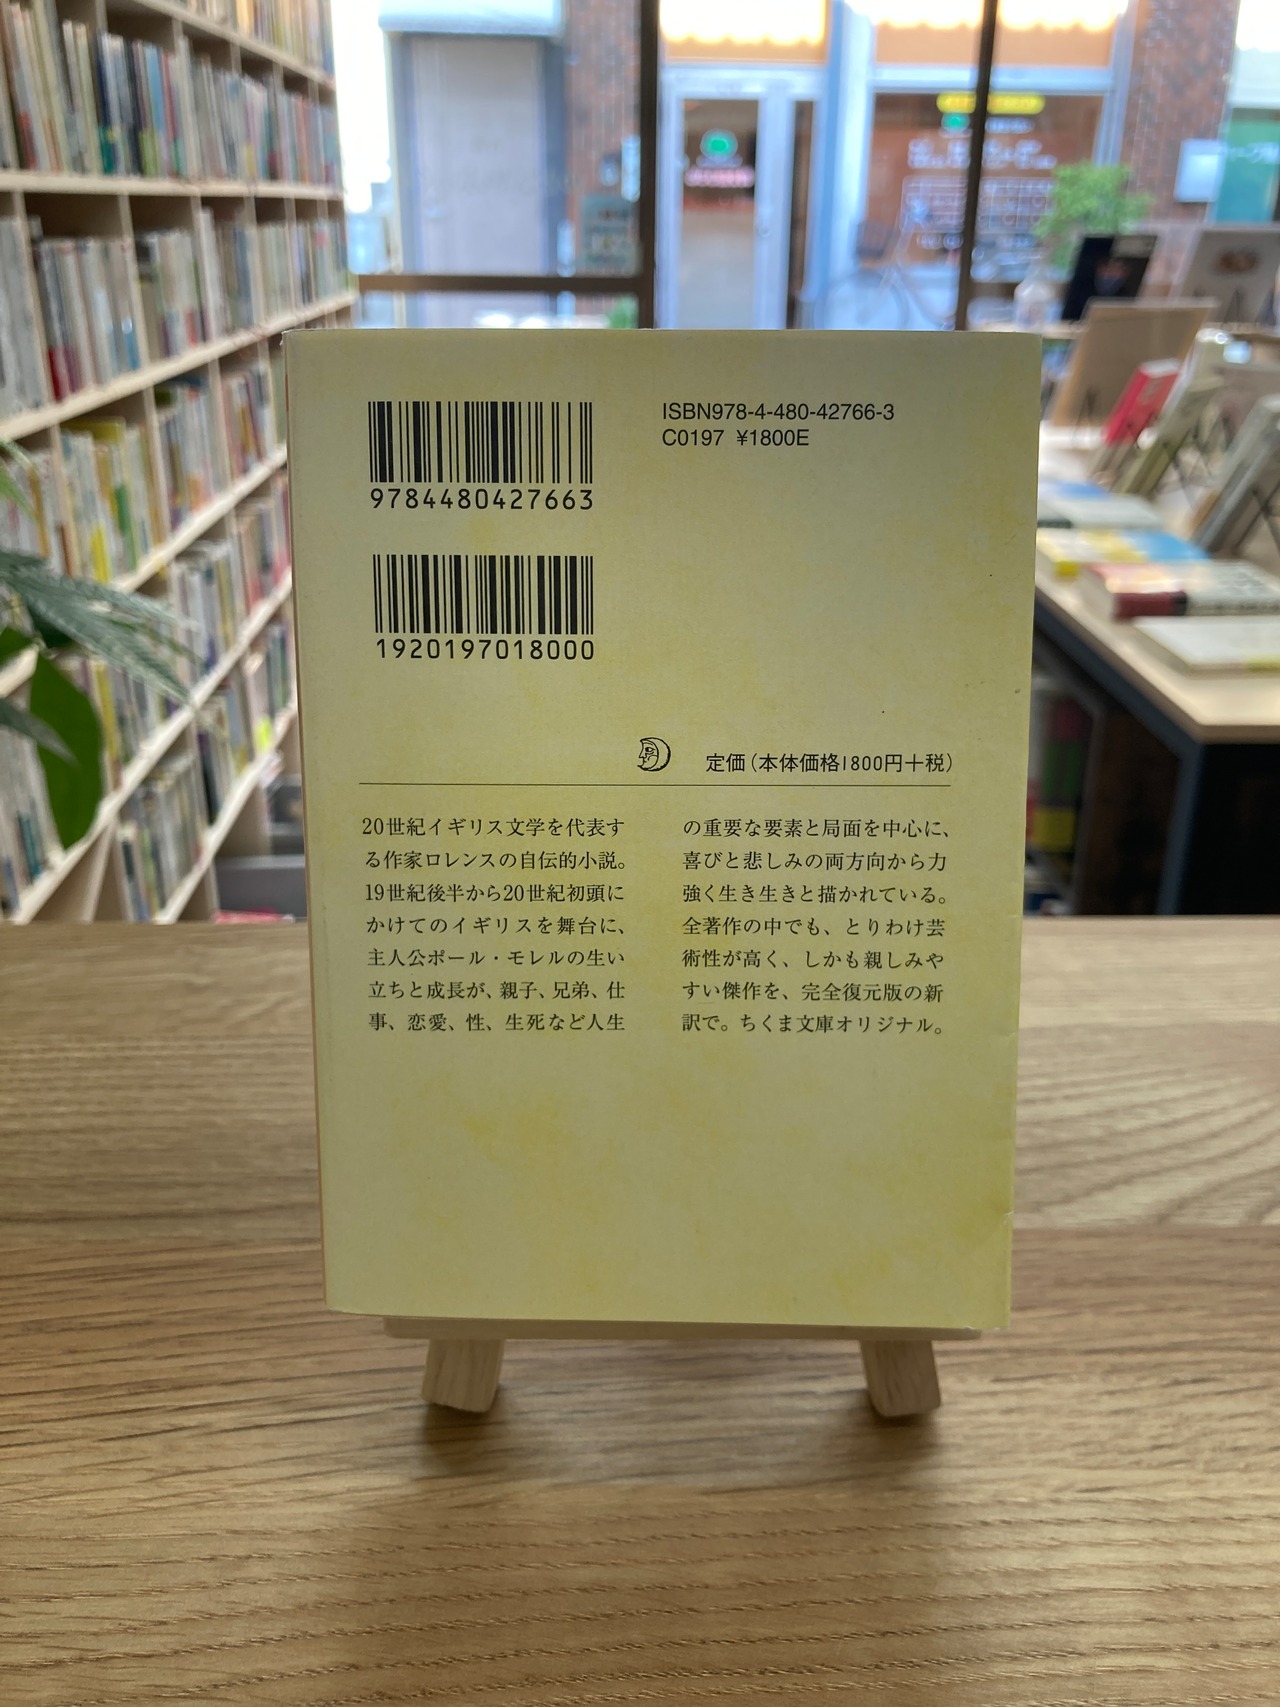 9784480427663
ISBN978-4-480-42766-3
C0197 ¥1800E
1920197018000
定価(本体価格1800円+税)
20世紀イギリス文学を代表す
る作家ロレンスの自伝的小説。
19世紀後半から20世紀初頭に
かけてのイギリスを舞台に、
主人公ポール・モレルの生い
立ちと成長が、親子、兄弟、仕
事、恋愛、性、生死など人生
の重要な要素と局面を中心に、
喜びと悲しみの両方向から力
強く生き生きと描かれている。
全著作の中でも、とりわけ芸
術性が高く、しかも親しみや
すい傑作を、完全復元版の新
訳で。ちくま文庫オリジナル。